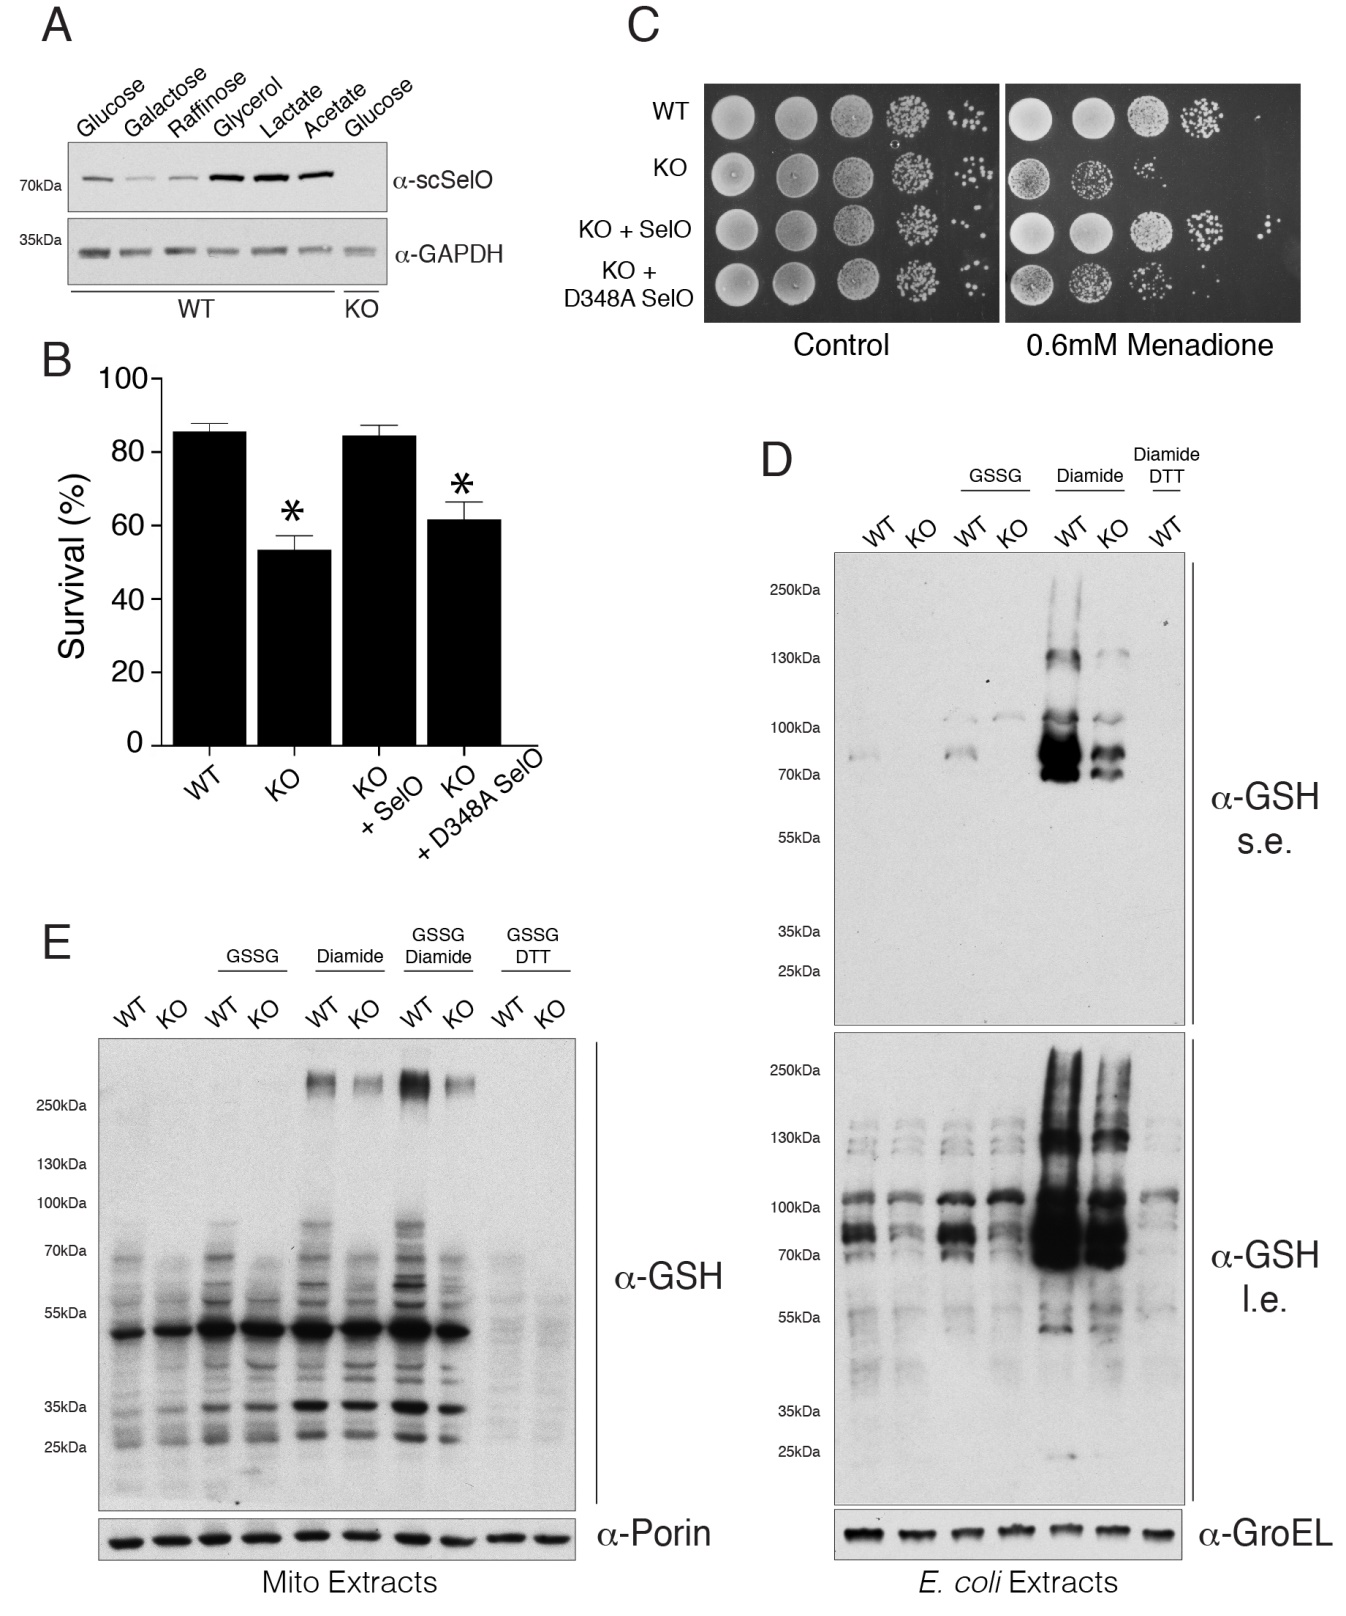 A
Glucose
Galactose
Raffinose
Glycerol
Lactate
Acetate
Glucose
70kDa
α-scSelO
35kDa
α-GAPDH
WT
KO
B
Survival (%)
100
80
60
40
20
0
*
*
WT
KO
KO
+ SelO
KO
+ D348A SelO
C
WT
KO
KO + SelO
KO +
D348A SelO
Control
0.6mM Menadione
D
GSSG
Diamide
Diamide
DTT
WT
KO
WT
KO
WT
KO
WT
250kDa
130kDa
100kDa
70kDa
55kDa
35kDa
25kDa
α-GSH
s.e.
250kDa
130kDa
100kDa
70kDa
55kDa
35kDa
25kDa
α-GSH
l.e.
α-GroEL
E. coli Extracts
E
GSSG
Diamide
GSSG
Diamide
GSSG
DTT
WT
KO
WT
KO
WT
KO
WT
KO
WT
KO
250kDa
130kDa
100kDa
70kDa
55kDa
35kDa
25kDa
α-GSH
α-Porin
Mito Extracts